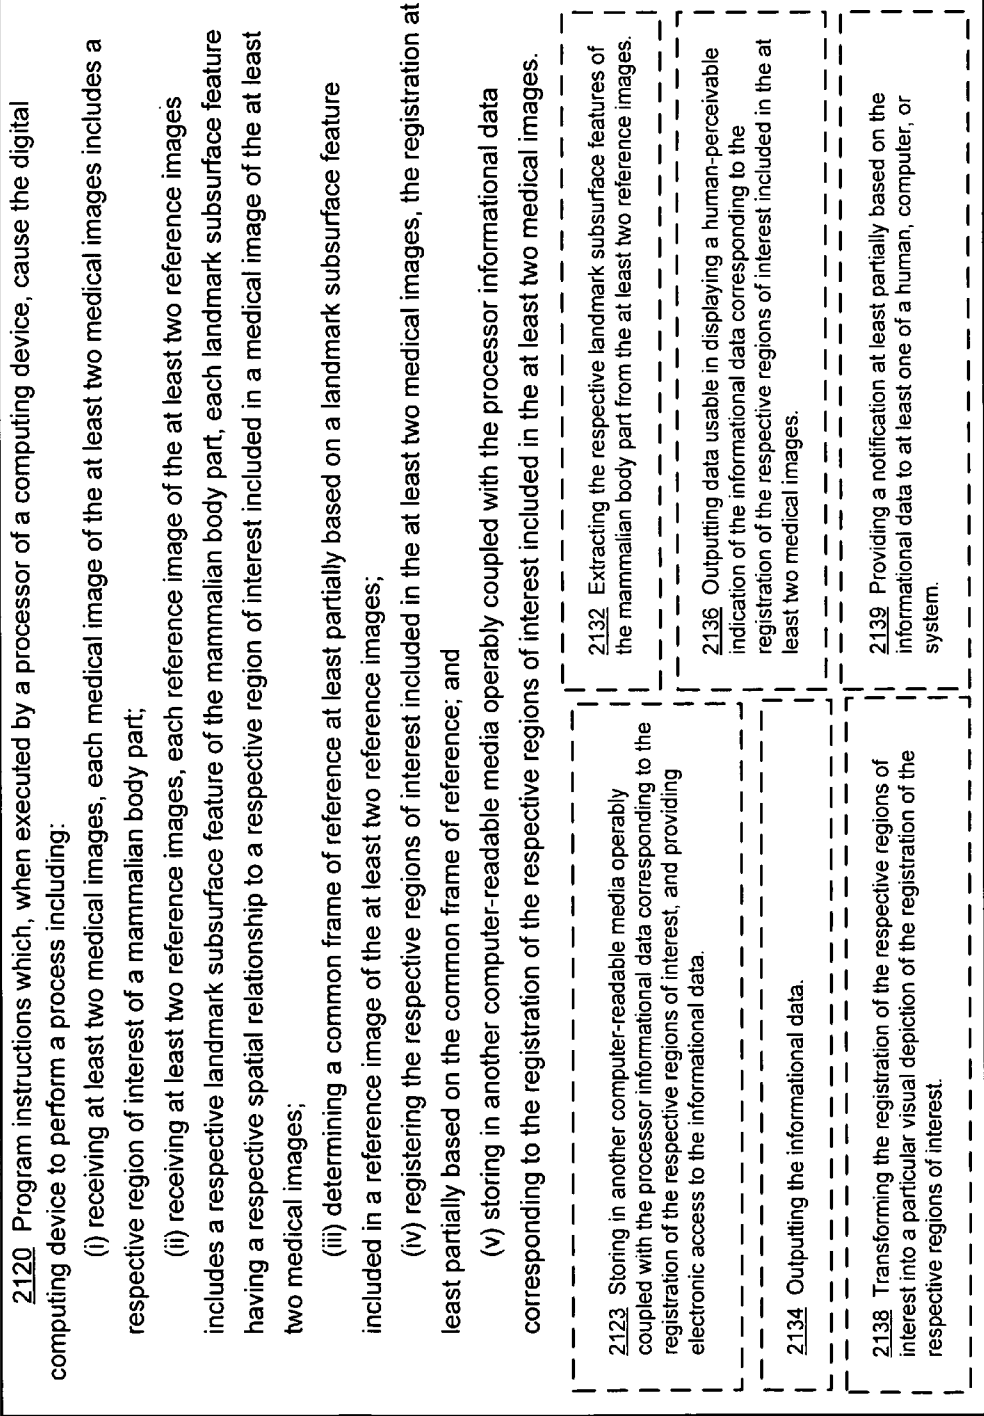 2120 Program instructions which, when executed by a processor of a computing device, cause the digital
computing device to perform a process including:
(i) receiving at least two medical images, each medical image of the at least two medical images includes a
respective region of interest of a mammalian body part;
(ii) receiving at least two reference images, each reference image of the at least two reference images
includes a respective landmark subsurface feature of the mammalian body part, each landmark subsurface feature
having a respective spatial relationship to a respective region of interest included in a medical image of the at least
two medical images;
(iii) determining a common frame of reference at least partially based on a landmark subsurface feature
included in a reference image of the at least two reference images;
(iv) registering the respective regions of interest included in the at least two medical images, the registration at
least partially based on the common frame of reference; and
(v) storing in another computer-readable media operably coupled with the processor informational data
corresponding to the registration of the respective regions of interest included in the at least two medical images.
2123 Storing in another computer-readable media operably
coupled with the processor informational data corresponding to the
registration of the respective regions of interest, and providing
electronic access to the informational data.
2132 Extracting the respective landmark subsurface features of
the mammalian body part from the at least two reference images.
2134 Outputting the informational data.
2136 Outputting data usable in displaying a human-perceivable
indication of the informational data corresponding to the
registration of the respective regions of interest included in the at
least two medical images.
2138 Transforming the registration of the respective regions of
interest into a particular visual depiction of the registration of the
respective regions of interest.
2139 Providing a notification at least partially based on the
informational data to at least one of a human, computer, or
system.